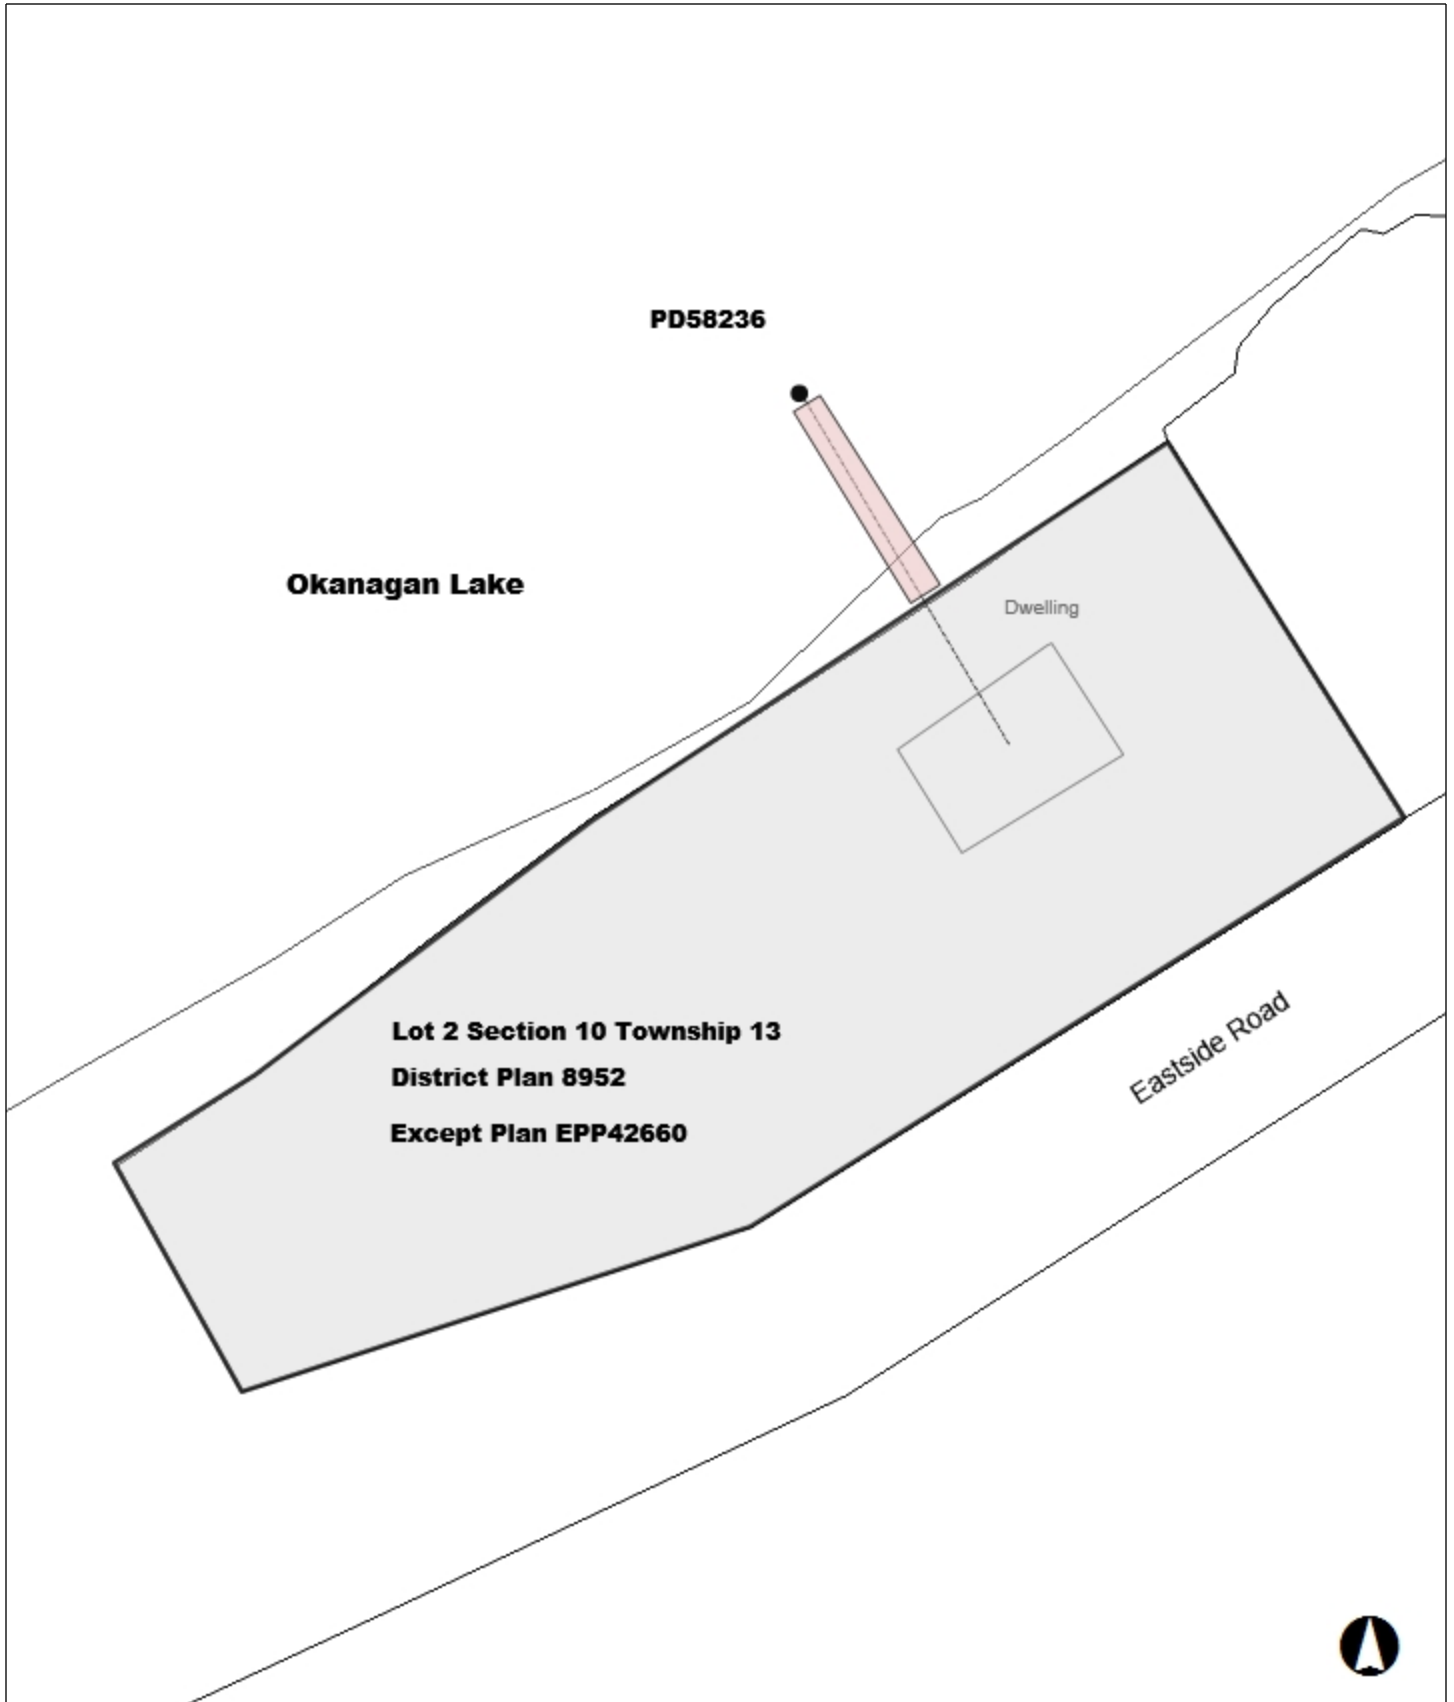 PD58236
Okanagan Lake
Dwelling
Lot 2 Section 10 Township 13
District Plan 8952
Except Plan EPP42660
Eastside Road